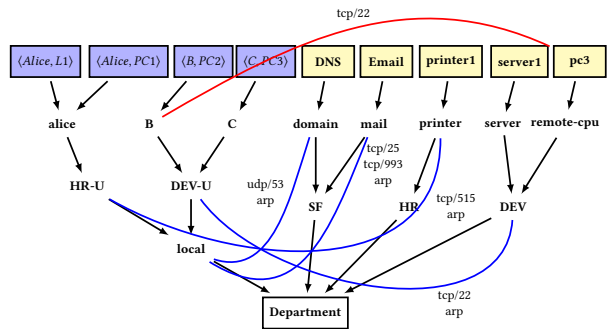 tcp/22
⟨Alice, L1⟩
⟨Alice, PC1⟩
⟨B, PC2⟩
⟨C, PC3⟩
DNS
Email
printer1
server1
pc3
alice
B
C
domain
mail
printer
server
remote-cpu
tcp/25
tcp/993
arp
HR-U
DEV-U
udp/53
arp
SF
HR
tcp/515
arp
DEV
local
tcp/22
arp
Department